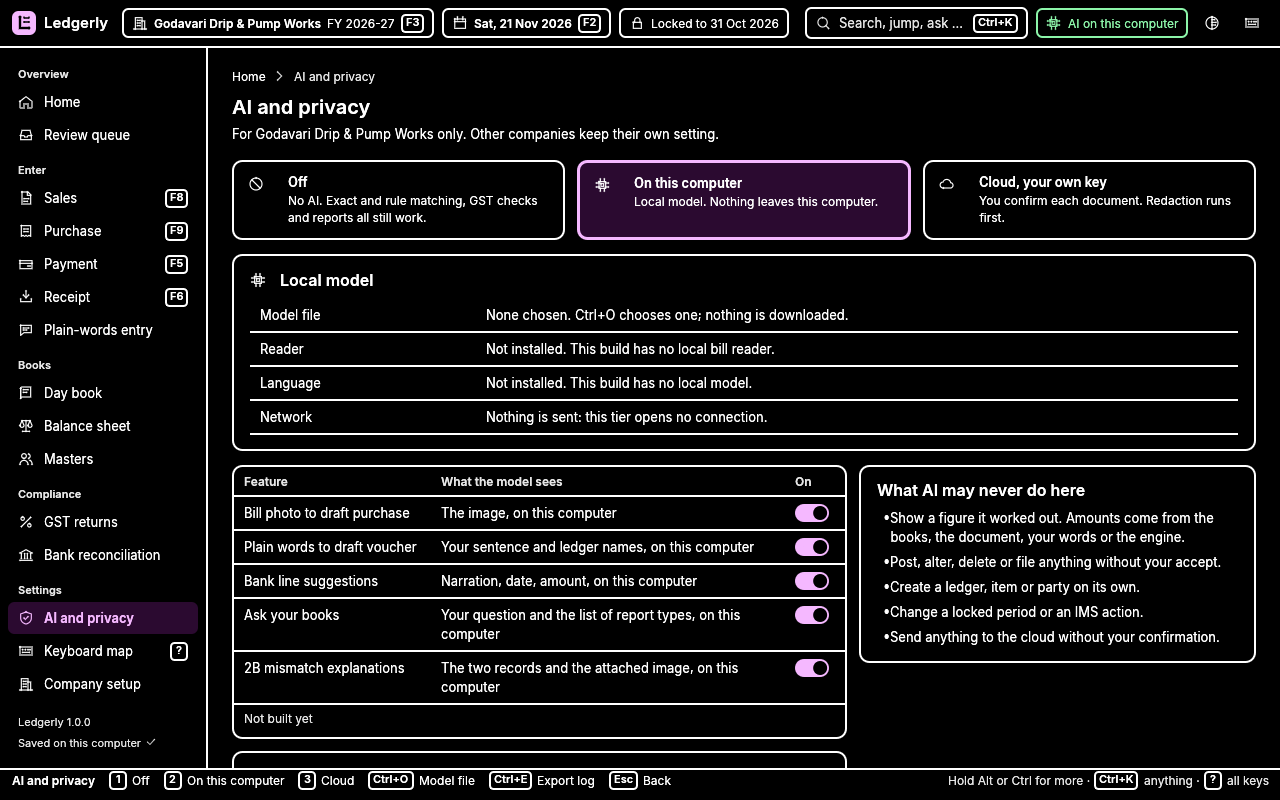 Ledgerly
Godavari Drip & Pump Works FY 2026-27 F3
Sat, 21 Nov 2026 F2
Locked to 31 Oct 2026
Search, jump, ask ... Ctrl+K
AI on this computer
Overview
Home
Review queue
Enter
Sales F8
Purchase F9
Payment F5
Receipt F6
Plain-words entry
Books
Day book
Balance sheet
Masters
Compliance
GST returns
Bank reconciliation
Settings
AI and privacy
Keyboard map ?
Company setup
Ledgerly 1.0.0
Saved on this computer
Home > AI and privacy
AI and privacy
For Godavari Drip & Pump Works only. Other companies keep their own setting.
Off
No AI. Exact and rule matching, GST checks
and reports all still work.
On this computer
Local model. Nothing leaves this computer.
Cloud, your own key
You confirm each document. Redaction runs
first.
Local model
Model file None chosen. Ctrl+O chooses one; nothing is downloaded.
Reader Not installed. This build has no local bill reader.
Language Not installed. This build has no local model.
Network Nothing is sent: this tier opens no connection.
Feature What the model sees On
Bill photo to draft purchase The image, on this computer
Plain words to draft voucher Your sentence and ledger names, on this computer
Bank line suggestions Narration, date, amount, on this computer
Ask your books Your question and the list of report types, on this
computer
2B mismatch explanations The two records and the attached image, on this
computer
Not built yet
What AI may never do here
•Show a figure it worked out. Amounts come from the
books, the document, your words or the engine.
•Post, alter, delete or file anything without your accept.
•Create a ledger, item or party on its own.
•Change a locked period or an IMS action.
•Send anything to the cloud without your confirmation.
AI and privacy 1 Off 2 On this computer 3 Cloud Ctrl+O Model file Ctrl+E Export log Esc Back
Hold Alt or Ctrl for more · Ctrl+K anything · ? all keys